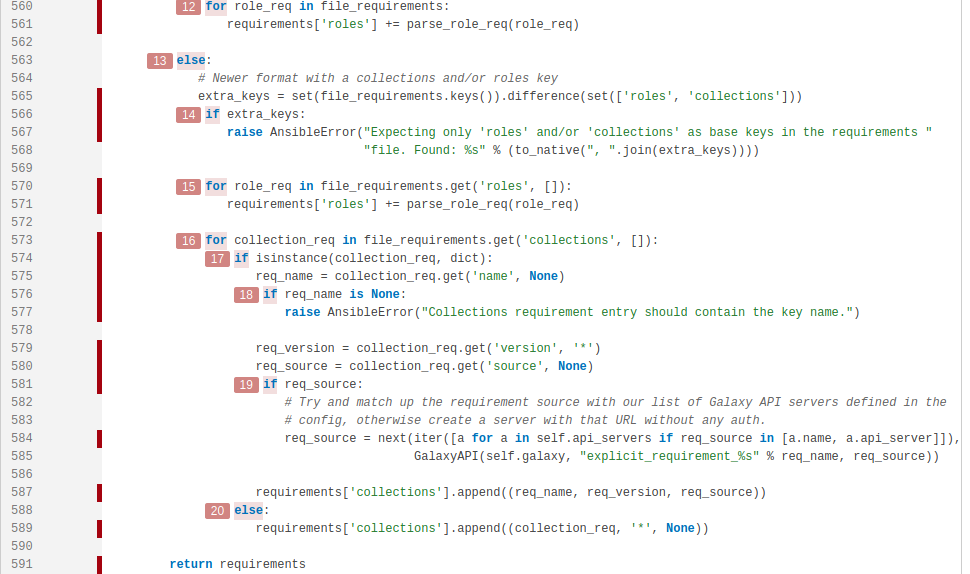 560 12 for role_req in file_requirements:
561 requirements['roles'] += parse_role_req(role_req)
562
563 13 else:
564 # Newer format with a collections and/or roles key
565 extra_keys = set(file_requirements.keys()).difference(set(['roles', 'collections']))
566 14 if extra_keys:
567 raise AnsibleError("Expecting only 'roles' and/or 'collections' as base keys in the requirements "
568 "file. Found: %s" % (to_native(", ".join(extra_keys))))
569
570 15 for role_req in file_requirements.get('roles', []):
571 requirements['roles'] += parse_role_req(role_req)
572
573 16 for collection_req in file_requirements.get('collections', []):
574 17 if isinstance(collection_req, dict):
575 req_name = collection_req.get('name', None)
576 18 if req_name is None:
577 raise AnsibleError("Collections requirement entry should contain the key name.")
578
579 req_version = collection_req.get('version', '*')
580 req_source = collection_req.get('source', None)
581 19 if req_source:
582 # Try and match up the requirement source with our list of Galaxy API servers defined in the
583 # config, otherwise create a server with that URL without any auth.
584 req_source = next(iter([a for a in self.api_servers if req_source in [a.name, a.api_server]]),
585 GalaxyAPI(self.galaxy, "explicit_requirement_%s" % req_name, req_source))
586
587 requirements['collections'].append((req_name, req_version, req_source))
588 20 else:
589 requirements['collections'].append((collection_req, '*', None))
590
591 return requirements